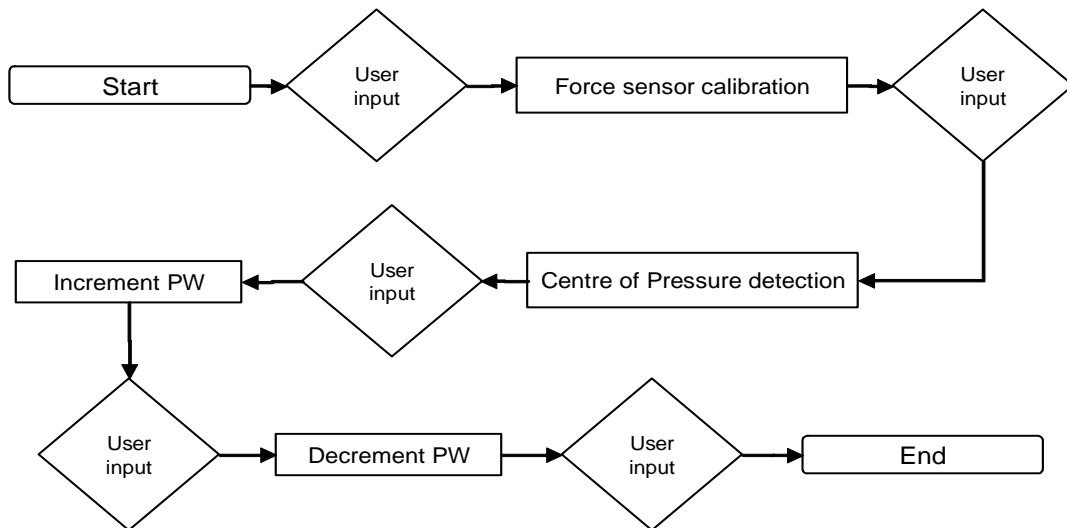 Start
User
input
Force sensor calibration
User
input
Centre of Pressure detection
User
input
Increment PW
User
input
Decrement PW
User
input
End